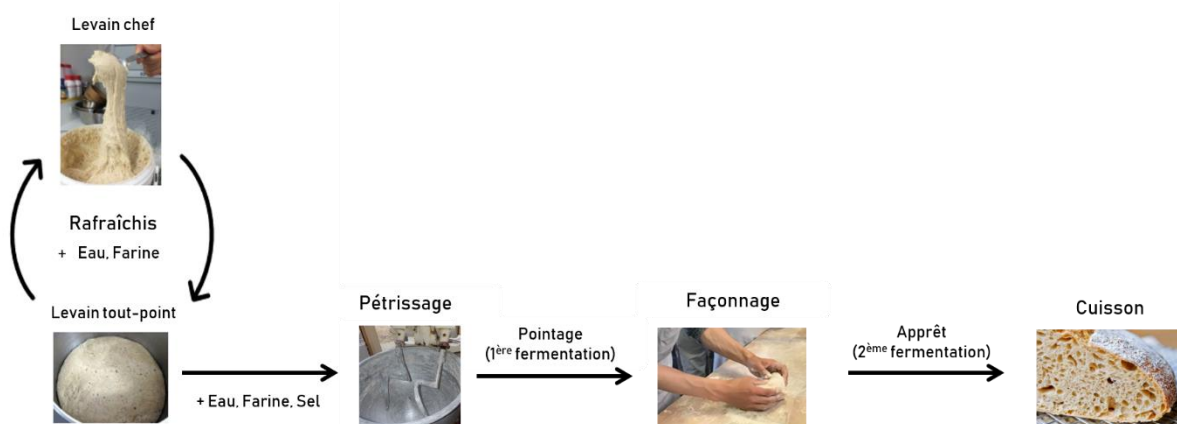 Levain chef
Rafraîchis
+ Eau, Farine
Levain tout-point
+ Eau, Farine, Sel
Pétrissage
Pointage
(1ère fermentation)
Façonnage
Apprêt
(2ème fermentation)
Cuisson